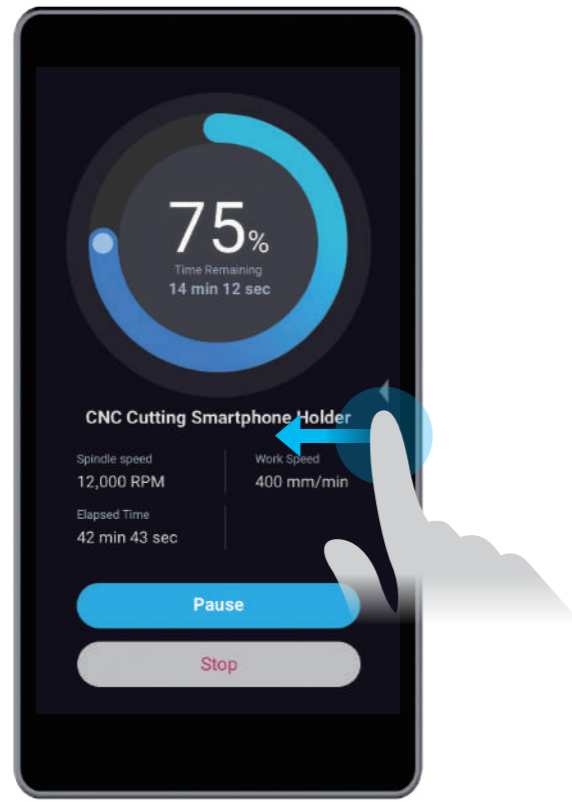 75%
Time Remaining
14 min 12 sec
CNC Cutting Smartphone Holder
Spindle speed
12,000 RPM
Work Speed
400 mm/min
Elapsed Time
42 min 43 sec
Pause
Stop